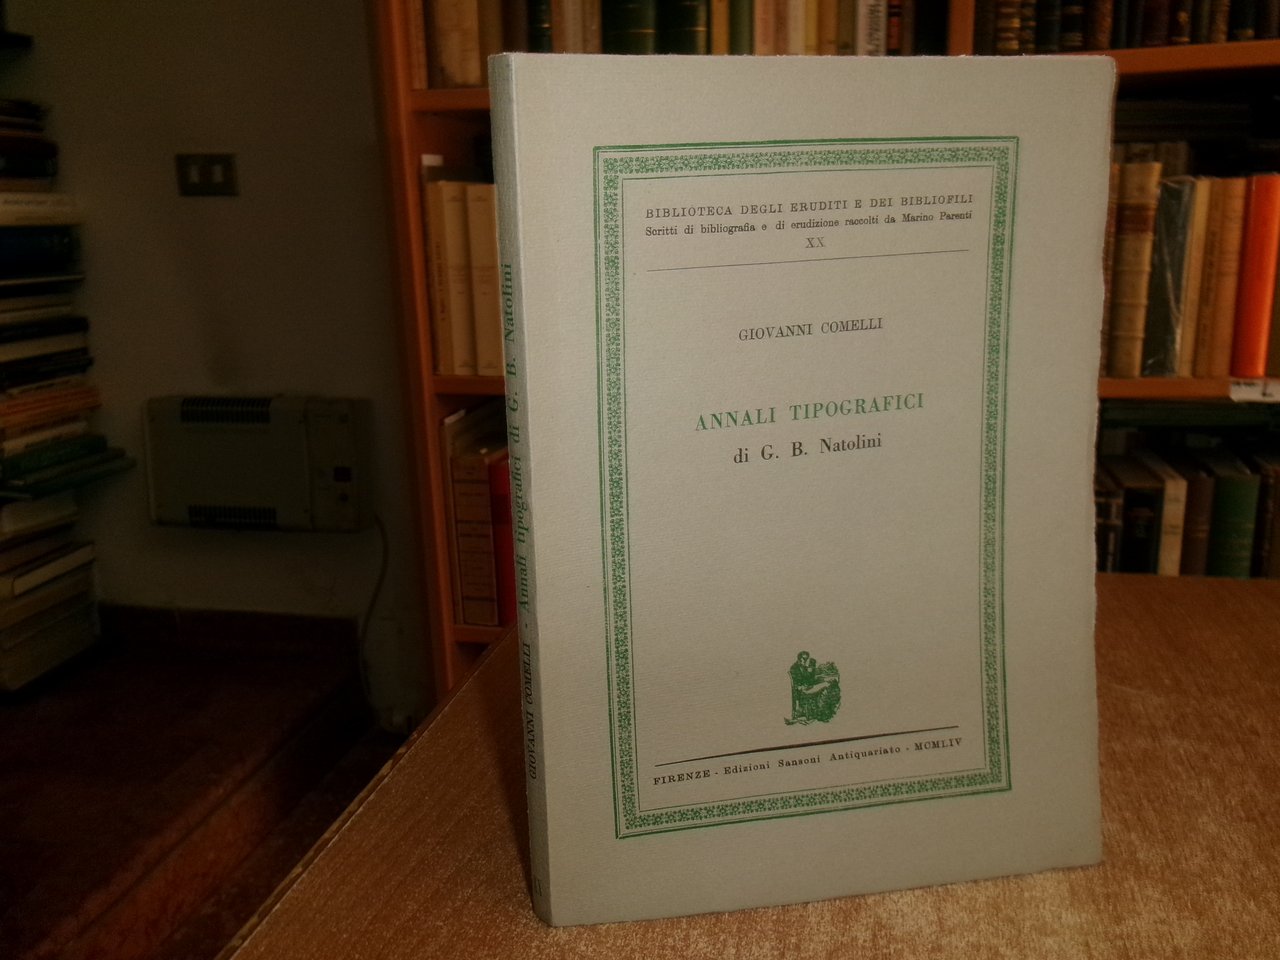 BIBLIOTECA DEGLI ERUDITI E DEI BIBLIOFILI
Scritti di bibliografia e di erudizione raccolti da Marino Parenti
XX
GIOVANNI COMELLI
ANNALI TIPOGRAFICI
di G. B. Natolini
FIRENZE - Edizioni Sansoni Antiquariato - MCMLIV
GIOVANNI COMELLI - Annali tipografici di G. B. Natolini